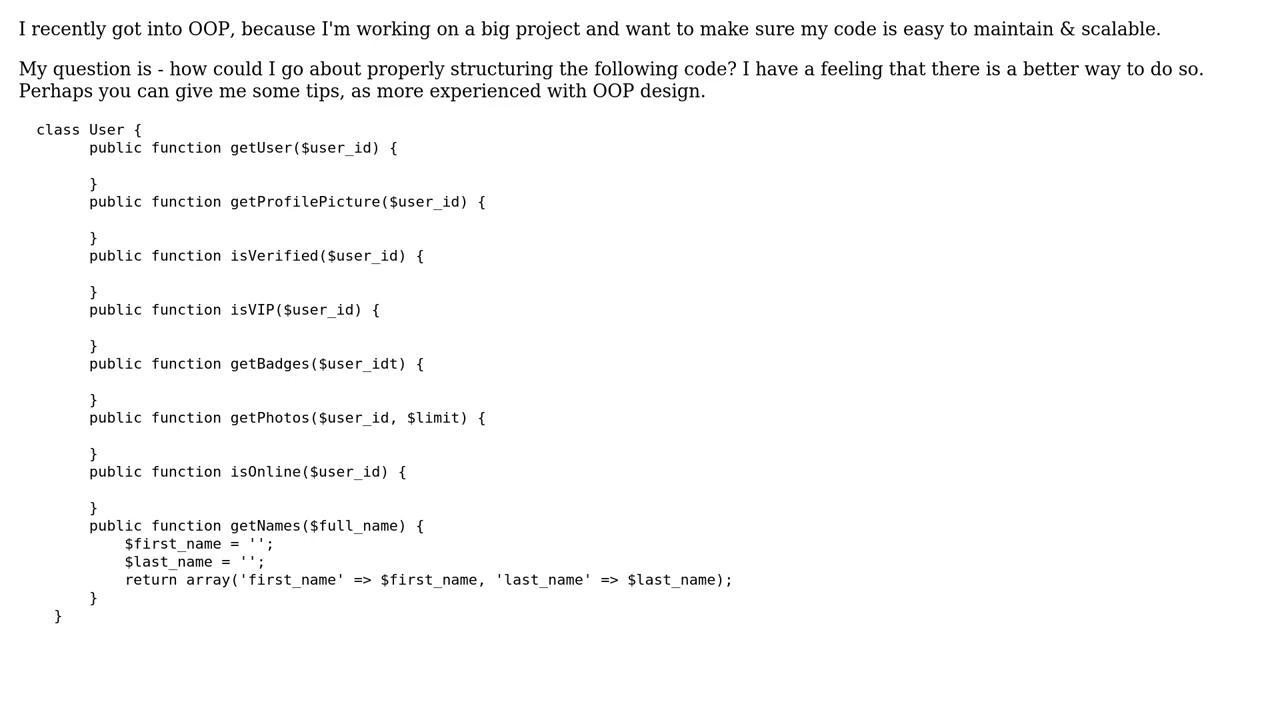 I recently got into OOP, because I'm working on a big project and want to make sure my code is easy to maintain & scalable.
My question is - how could I go about properly structuring the following code? I have a feeling that there is a better way to do so.
Perhaps you can give me some tips, as more experienced with OOP design.
class User {
      public function getUser($user_id) {

      }
      public function getProfilePicture($user_id) {

      }
      public function isVerified($user_id) {

      }
      public function isVIP($user_id) {

      }
      public function getBadges($user_idt) {

      }
      public function getPhotos($user_id, $limit) {

      }
      public function isOnline($user_id) {

      }
      public function getNames($full_name) {
          $first_name = '';
          $last_name = '';
          return array('first_name' => $first_name, 'last_name' => $last_name);
      }
  }